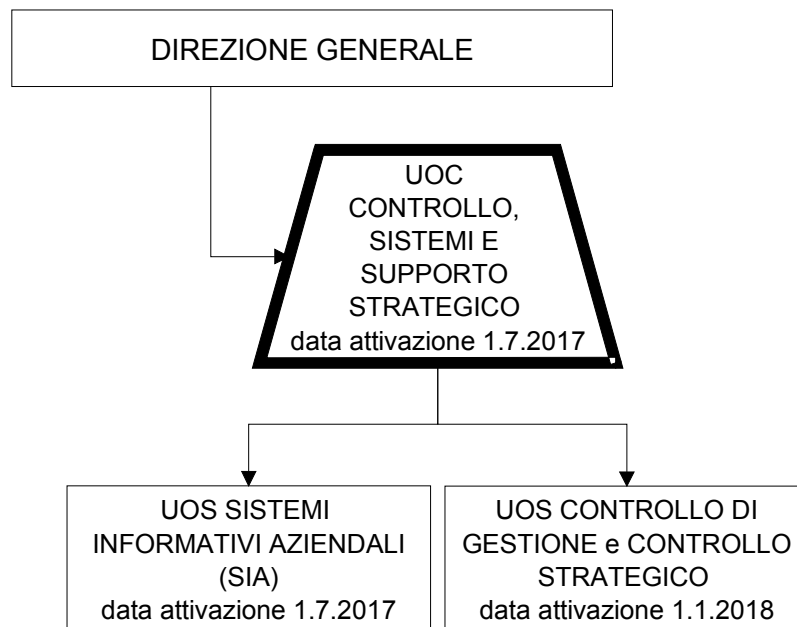 DIREZIONE GENERALE
UOC
CONTROLLO,
SISTEMI E
SUPPORTO
STRATEGICO
data attivazione 1.7.2017
UOS SISTEMI
INFORMATIVI AZIENDALI
(SIA)
data attivazione 1.7.2017
UOS CONTROLLO DI
GESTIONE e CONTROLLO
STRATEGICO
data attivazione 1.1.2018